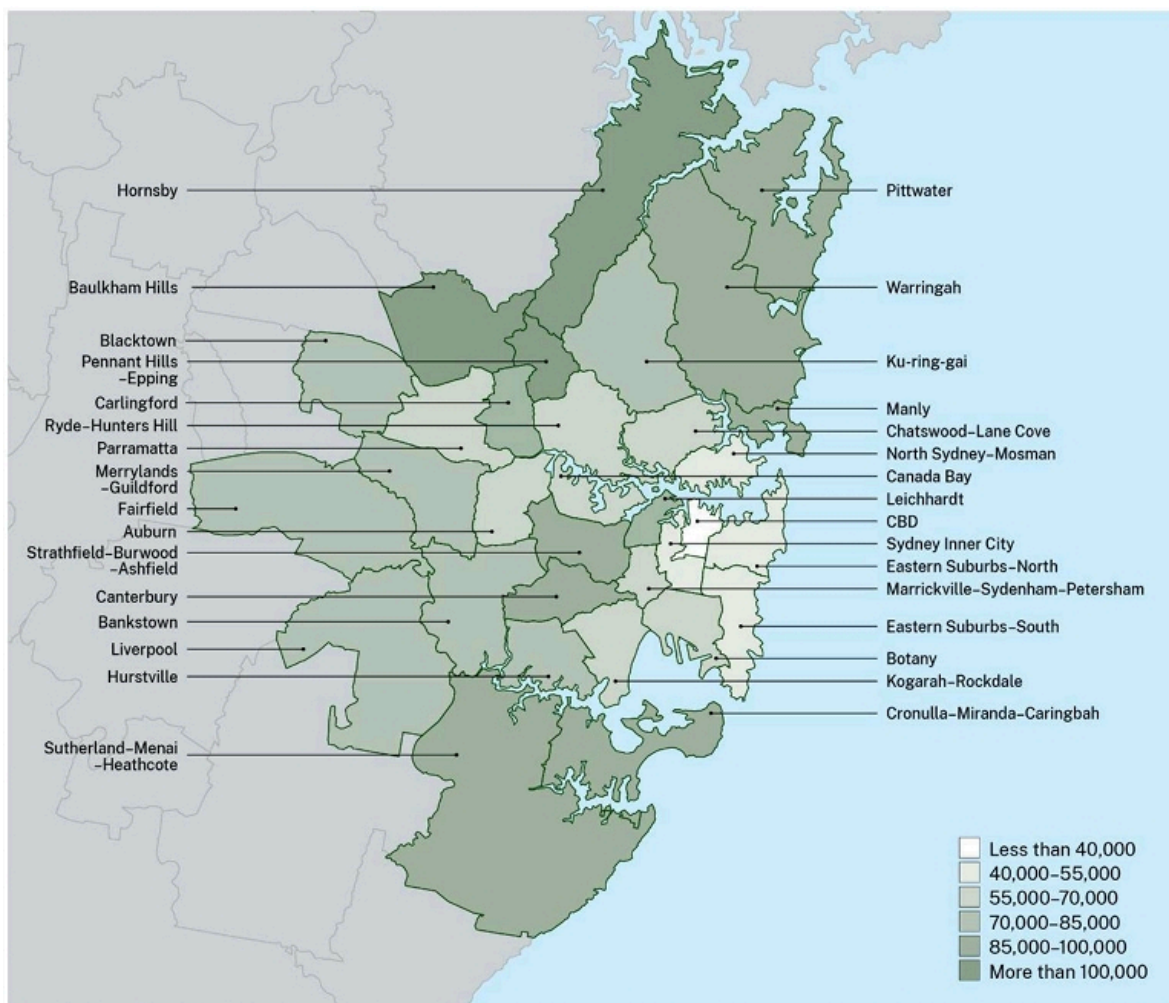 Hornsby
Baulkham Hills
Blacktown
Pennant Hills
–Epping
Carlingford
Ryde–Hunters Hill
Parramatta
Merrylands
–Guildford
Fairfield
Auburn
Strathfield–Burwood
–Ashfield
Canterbury
Bankstown
Liverpool
Hurstville
Sutherland–Menai
–Heathcote
Pittwater
Warringah
Ku-ring-gai
Manly
Chatswood–Lane Cove
North Sydney–Mosman
Canada Bay
Leichhardt
CBD
Sydney Inner City
Eastern Suburbs–North
Marrickville–Sydenham–Petersham
Eastern Suburbs–South
Botany
Kogarah–Rockdale
Cronulla–Miranda–Caringbah
Less than 40,000
40,000–55,000
55,000–70,000
70,000–85,000
85,000–100,000
More than 100,000